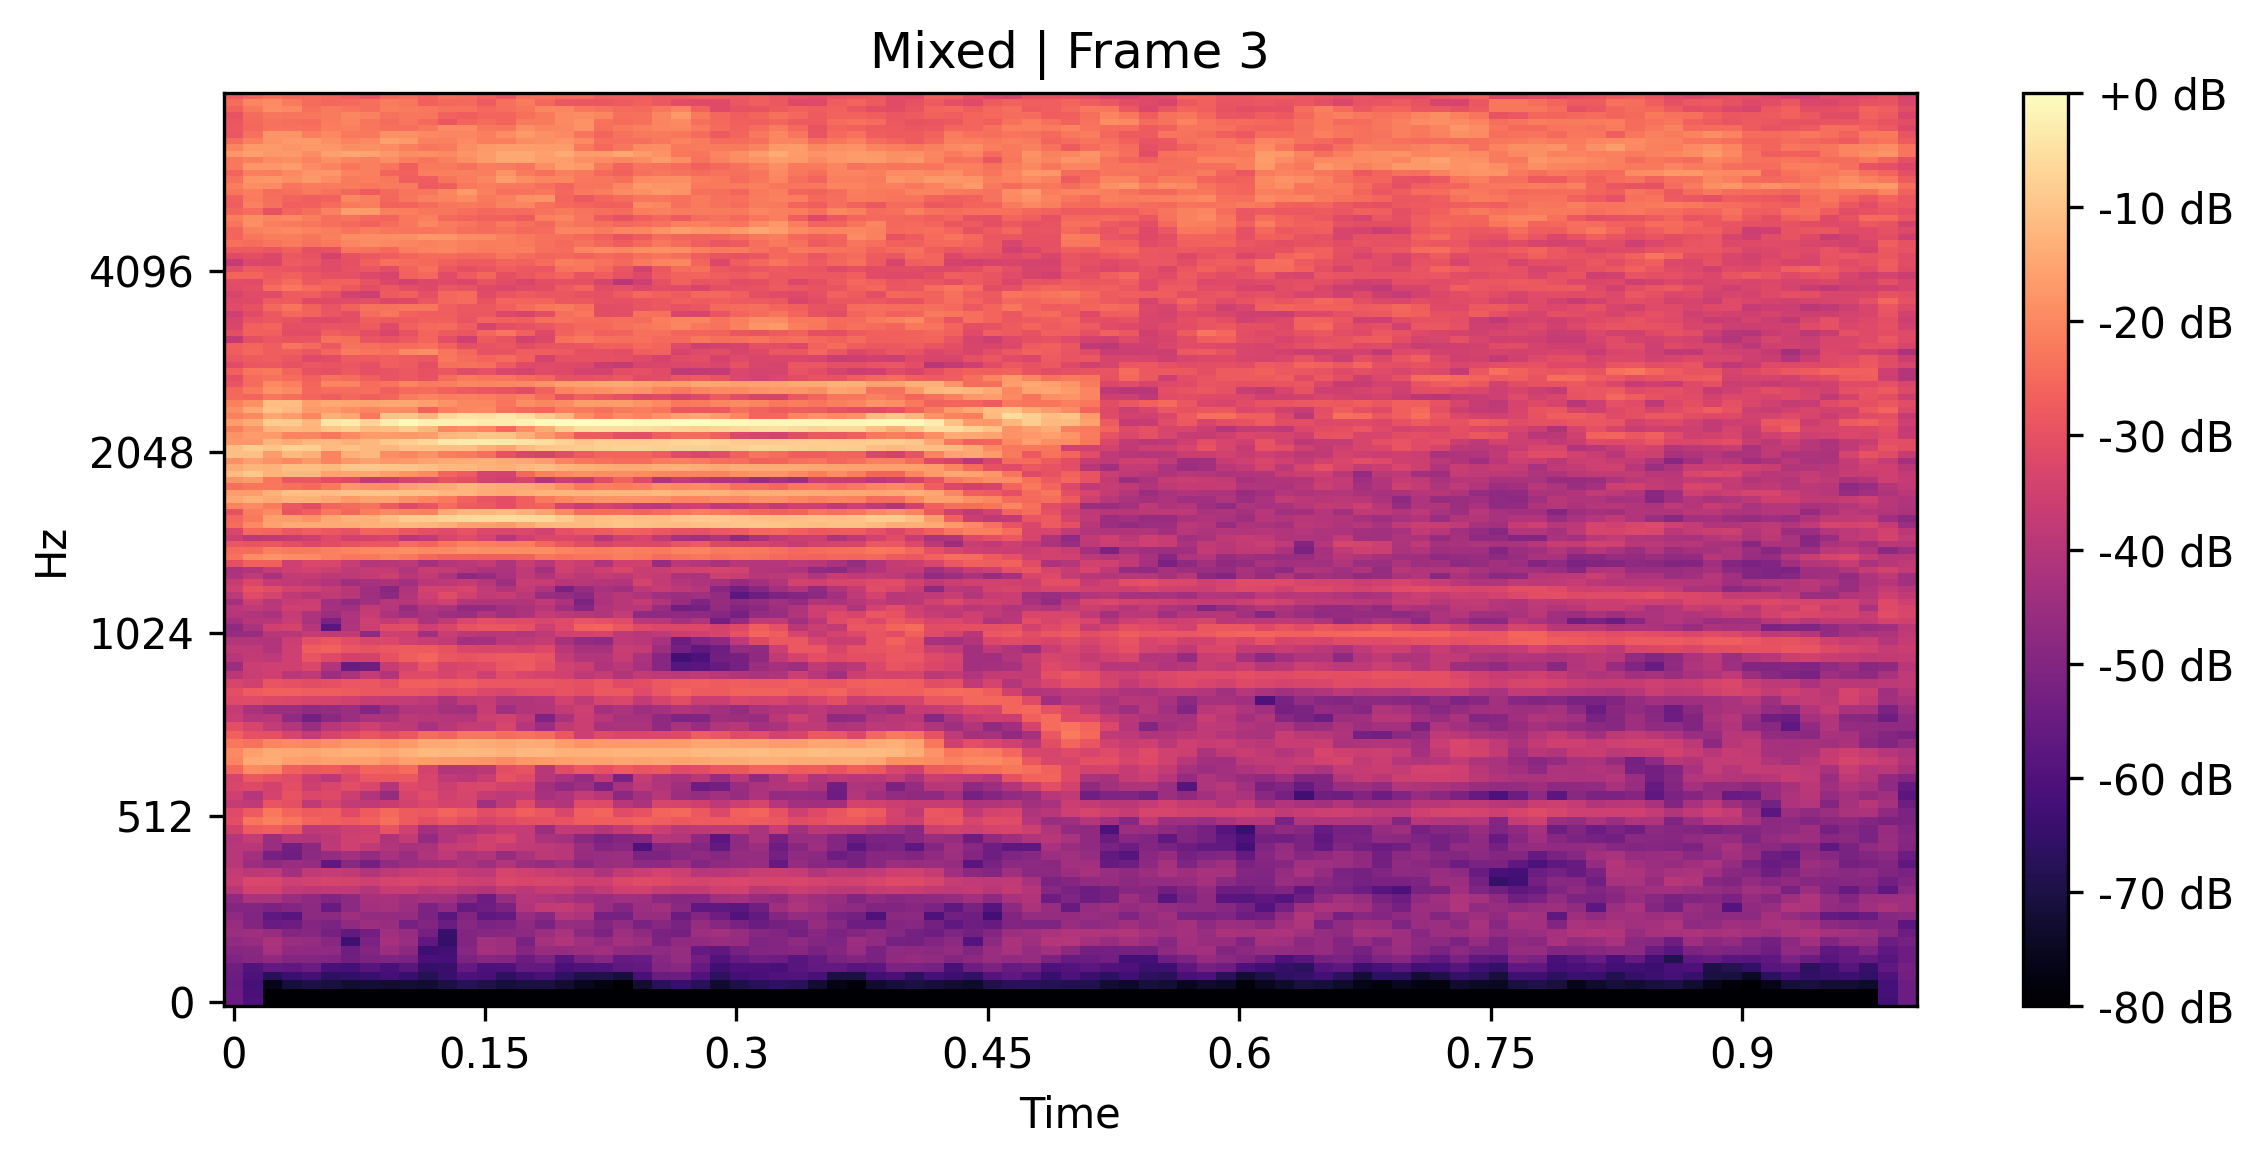 Mixed | Frame 3
+0 dB
-10 dB
-20 dB
-30 dB
-40 dB
-50 dB
-60 dB
-70 dB
-80 dB
Hz
4096
2048
1024
512
0
0 0.15 0.3 0.45 0.6 0.75 0.9
Time